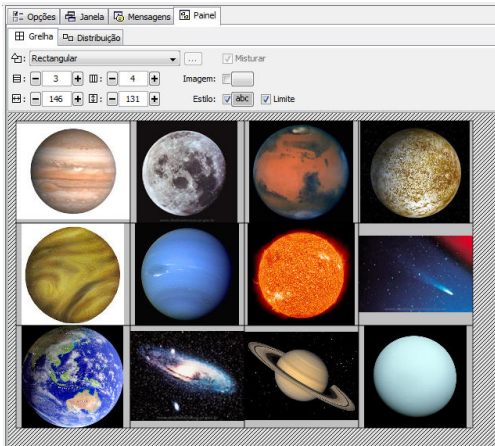 Opções Janela Mensagens Painel
Grelha Distribuição
Rectangular ... Misturar
3 4 Imagem:
146 131 Estilo: abc Limite